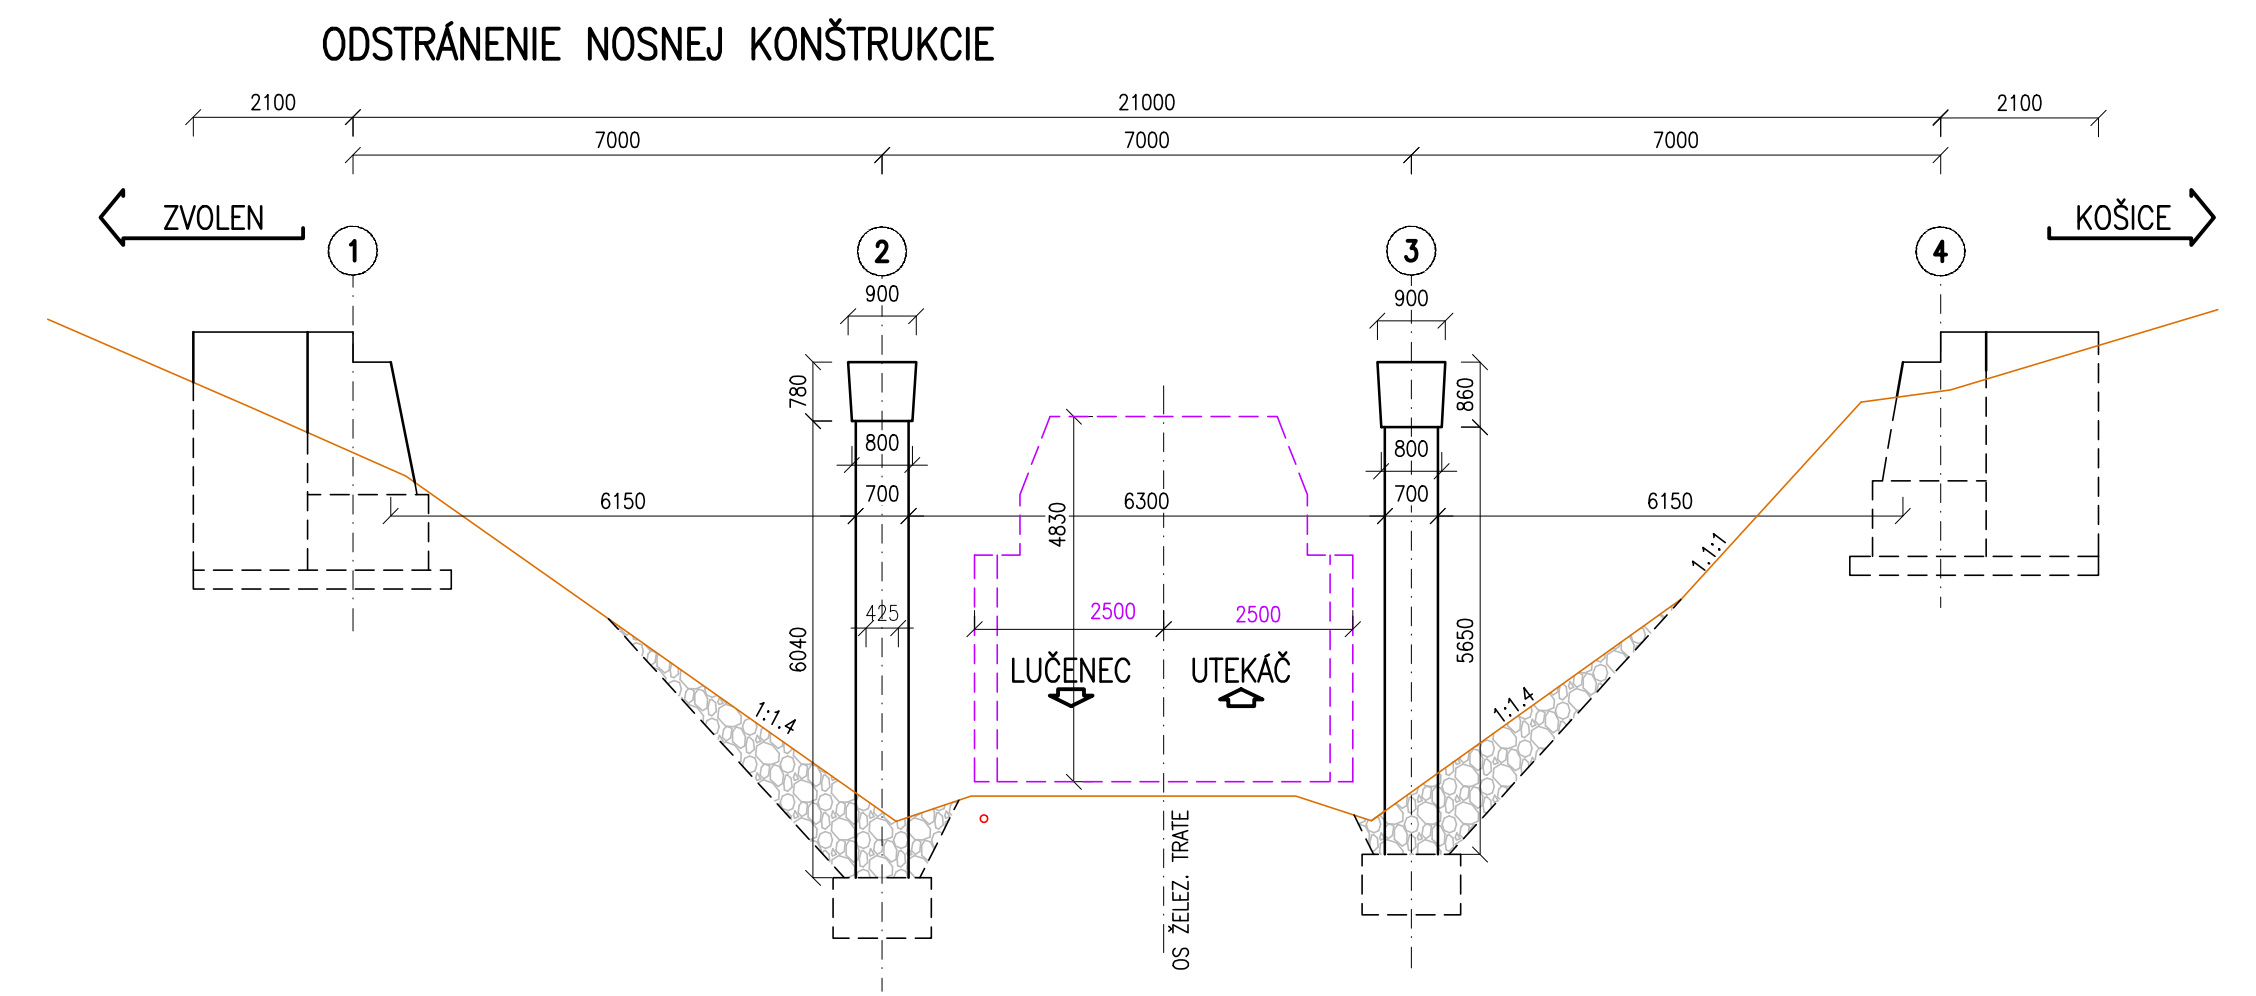 ODSTRÁNENIE NOSNEJ KONŠTRUKCIE
2100 21000 2100
7000 7000 7000
ZVOLEN KOŠICE
1 2 3 4
900 900
780 860
800 800
700 700
6150 6300 6150
4830
1.1:1
425
2500 2500
6040 5650
LUČENEC UTEKÁČ
1:1.4 1:1.4
OS ŽELEZ. TRATE